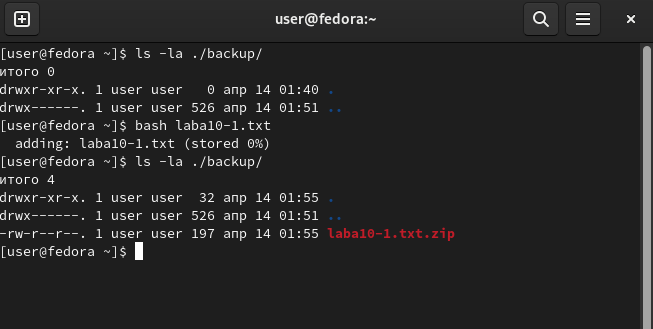 user@fedora:~
[user@fedora ~]$ ls -la ./backup/
итого 0
drwxr-xr-x. 1 user user   0 апр 14 01:40 .
drwx------. 1 user user 526 апр 14 01:51 ..
[user@fedora ~]$ bash laba10-1.txt
  adding: laba10-1.txt (stored 0%)
[user@fedora ~]$ ls -la ./backup/
итого 4
drwxr-xr-x. 1 user user  32 апр 14 01:55 .
drwx------. 1 user user 526 апр 14 01:51 ..
-rw-r--r--. 1 user user 197 апр 14 01:55 laba10-1.txt.zip
[user@fedora ~]$